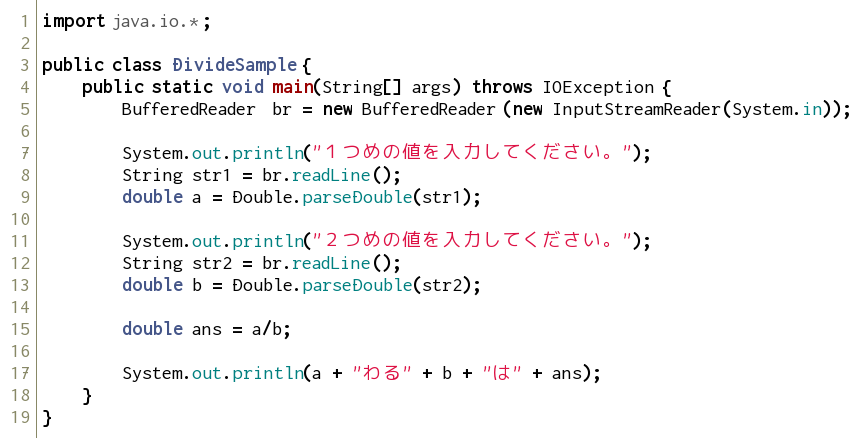 1 import java.io.*;
2
3 public class DivideSample{
4     public static void main(String[] args) throws IOException{
5         BufferedReader br = new BufferedReader(new InputStreamReader(System.in));
6
7         System.out.println("１つめの値を入力してください。");
8         String str1 = br.readLine();
9         double a = Double.parseDouble(str1);
10
11         System.out.println("２つめの値を入力してください。");
12         String str2 = br.readLine();
13         double b = Double.parseDouble(str2);
14
15         double ans = a/b;
16
17         System.out.println(a + "わる" + b + "は" + ans);
18     }
19 }